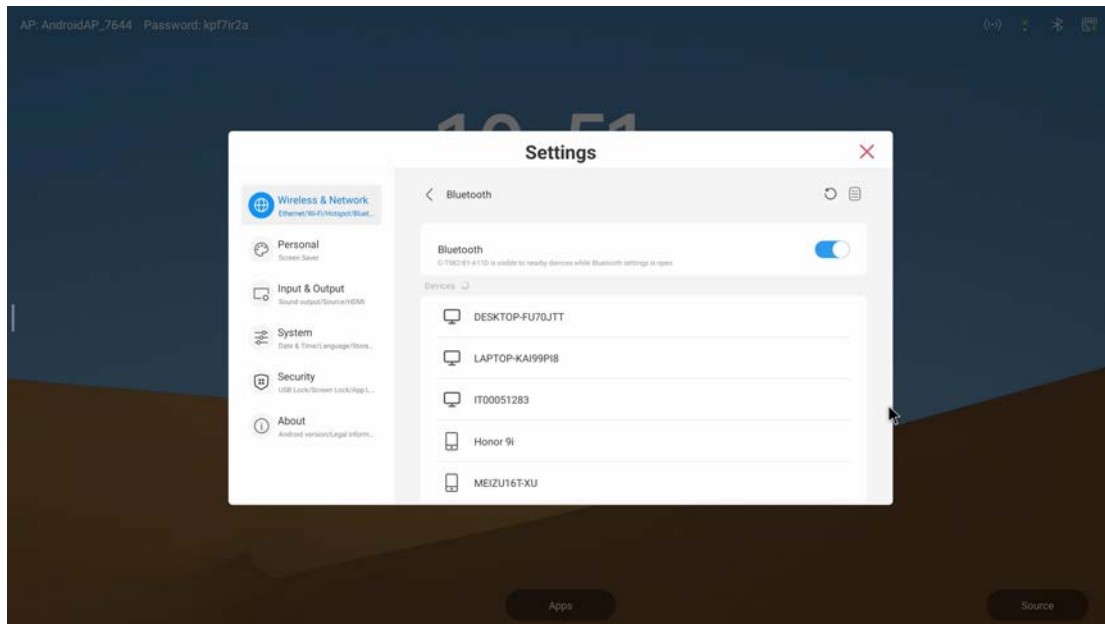 AP: AndroidAP_7644 Password: kpf7ir2a
Settings
Wireless & Network
Ethernet/Wi-Fi/Hotspot/Bluet...
Personal
Screen Saver
Input & Output
Sound output/Source/HDMI
System
Date & Time/Language/Stora...
Security
USB Lock/Screen Lock/App L...
About
Android version/Legal inform...
Bluetooth
Bluetooth
is visible to nearby devices while Bluetooth settings is open
Devices
DESKTOP-FU70JTT
LAPTOP-KAI99PI8
IT00051283
Honor 9i
MEIZU16T-XU
Apps
Source